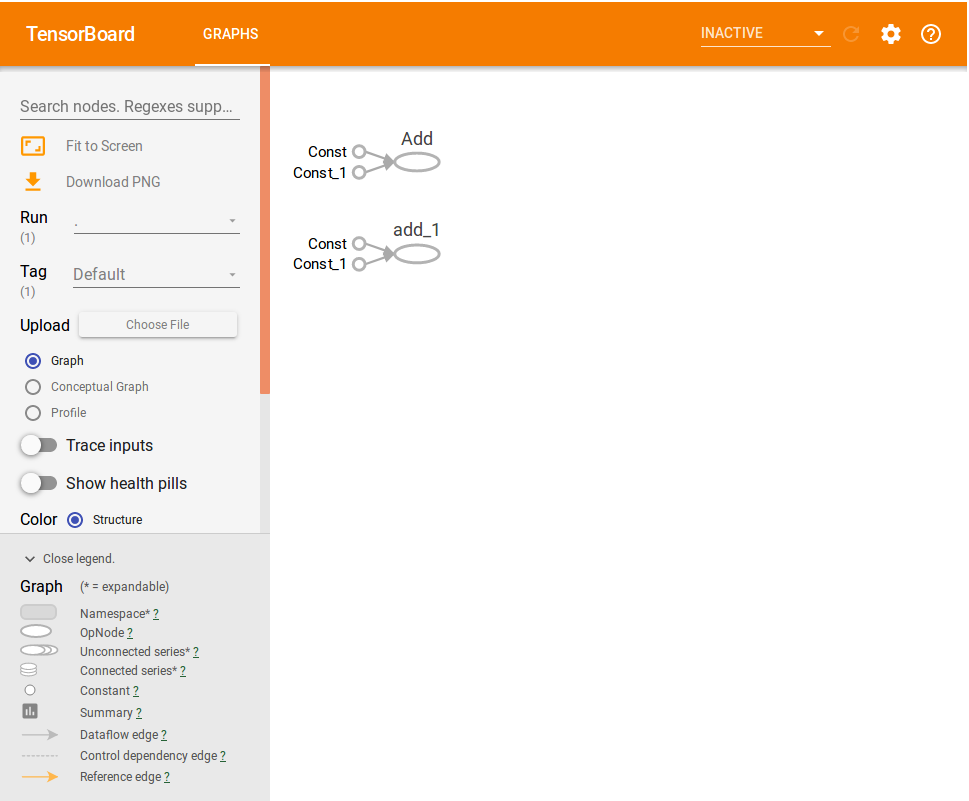 TensorBoard
GRAPHS
INACTIVE
Search nodes. Regexes supp...
Fit to Screen
Download PNG
Run
(1)
.
Tag
(1)
Default
Upload
Choose File
Graph
Conceptual Graph
Profile
Trace inputs
Show health pills
Color
Structure
Close legend.
Graph
(* = expandable)
Namespace* ?
OpNode ?
Unconnected series* ?
Connected series* ?
Constant ?
Summary ?
Dataflow edge ?
Control dependency edge ?
Reference edge ?
Add
Const
Const_1
add_1
Const
Const_1